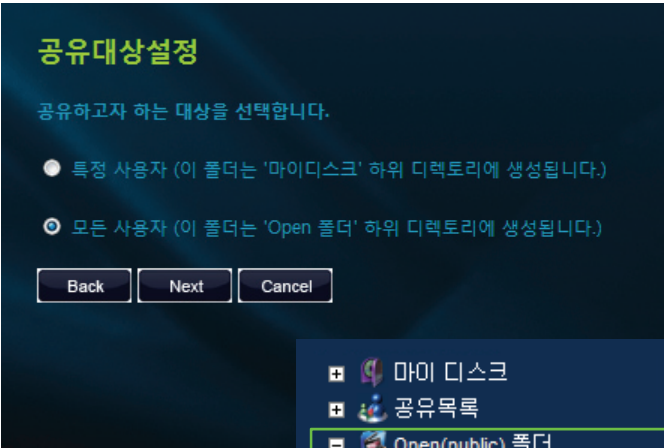 공유대상설정
공유하고자 하는 대상을 선택합니다.
특정 사용자 (이 폴더는 '마이디스크' 하위 디렉토리에 생성됩니다.)
모든 사용자 (이 폴더는 'Open 폴더' 하위 디렉토리에 생성됩니다.)
Back Next Cancel
마이 디스크
공유목록
Open(public) 폴더